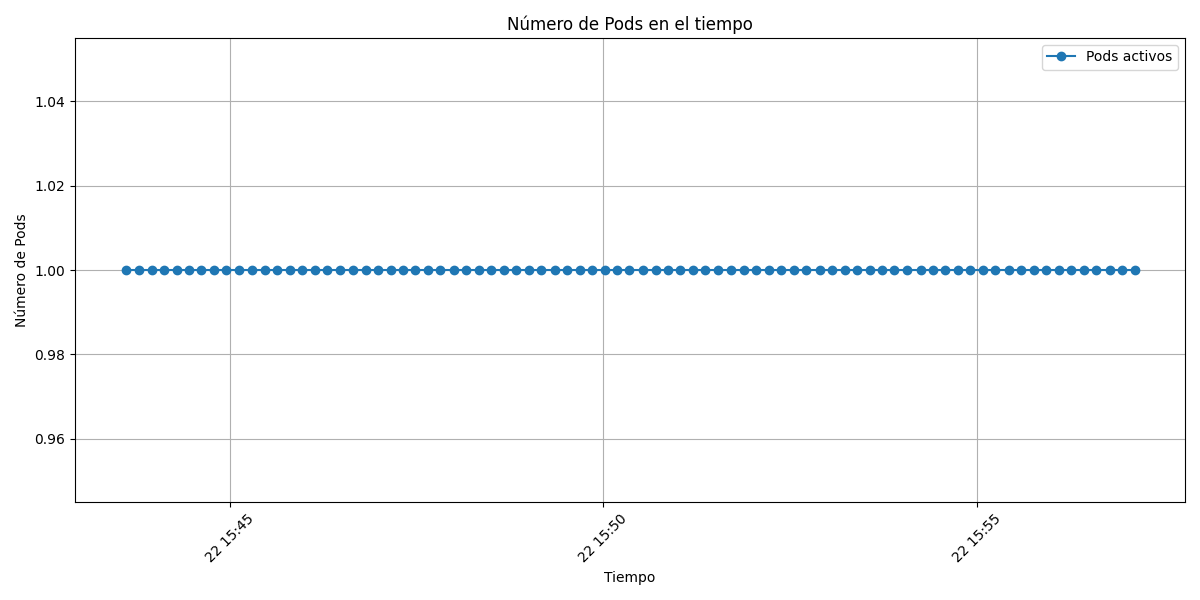 Número de Pods en el tiempo
Pods activos
Número de Pods
1.04
1.02
1.00
0.98
0.96
22 15:45
22 15:50
22 15:55
Tiempo